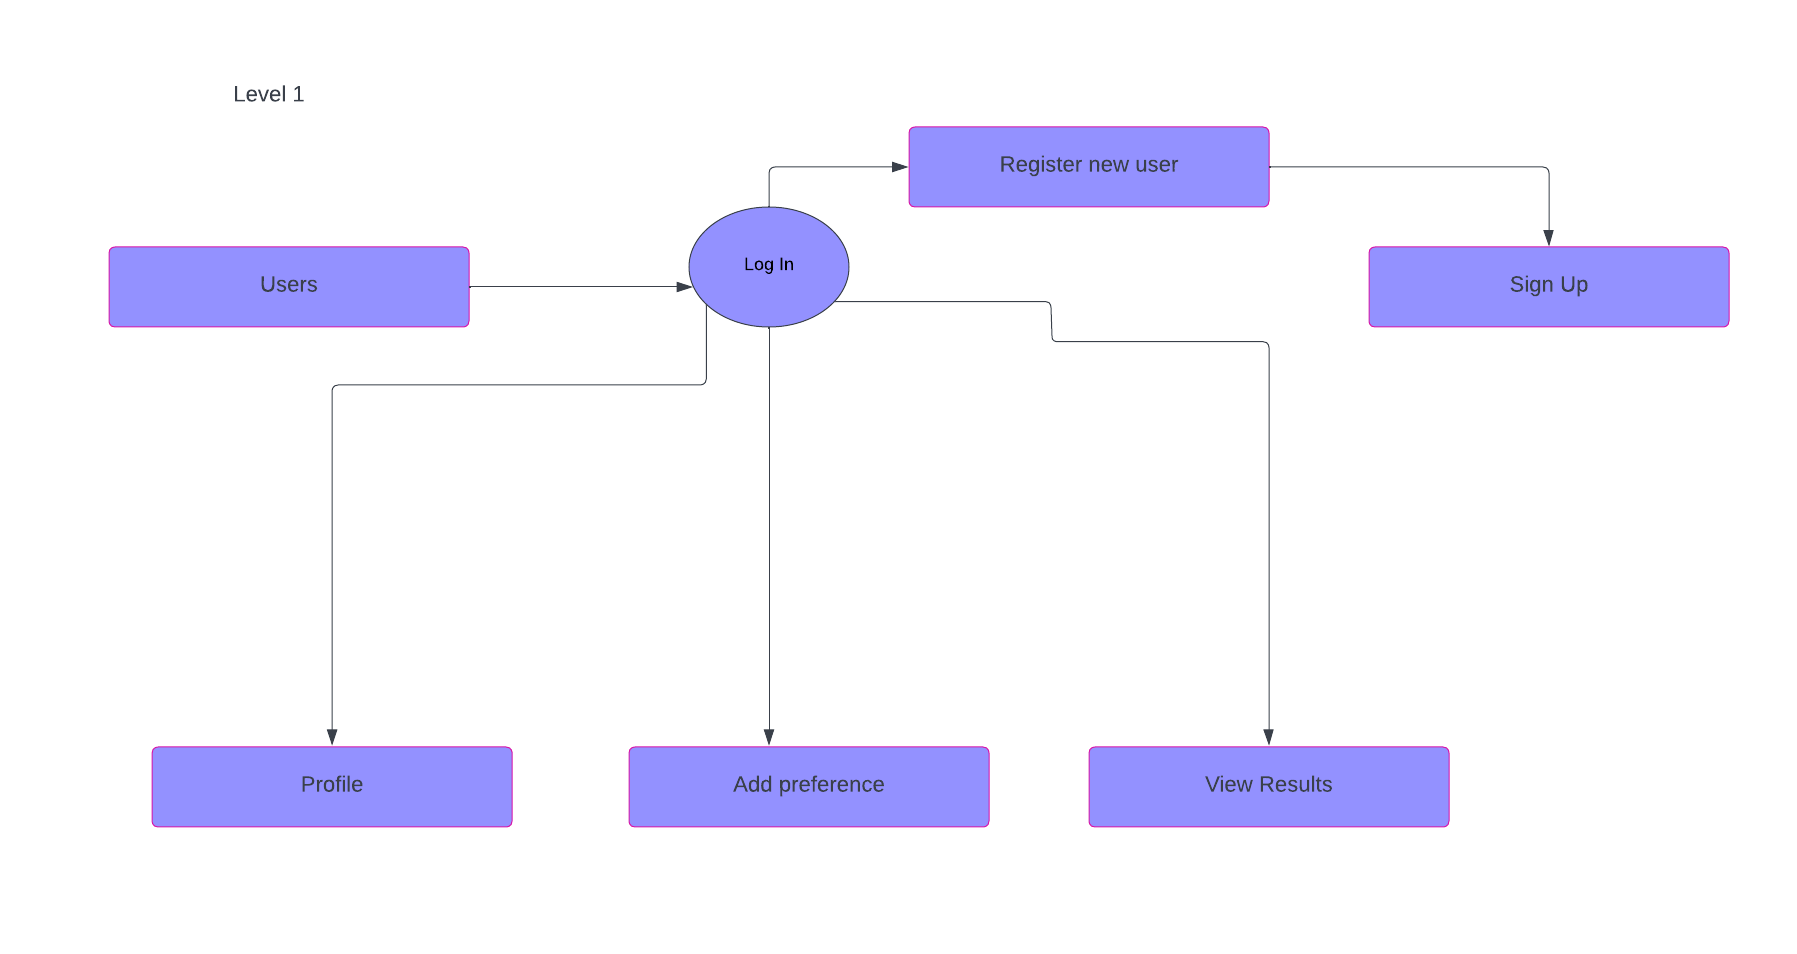 Level 1
Register new user
Users
Log In
Sign Up
Profile
Add preference
View Results